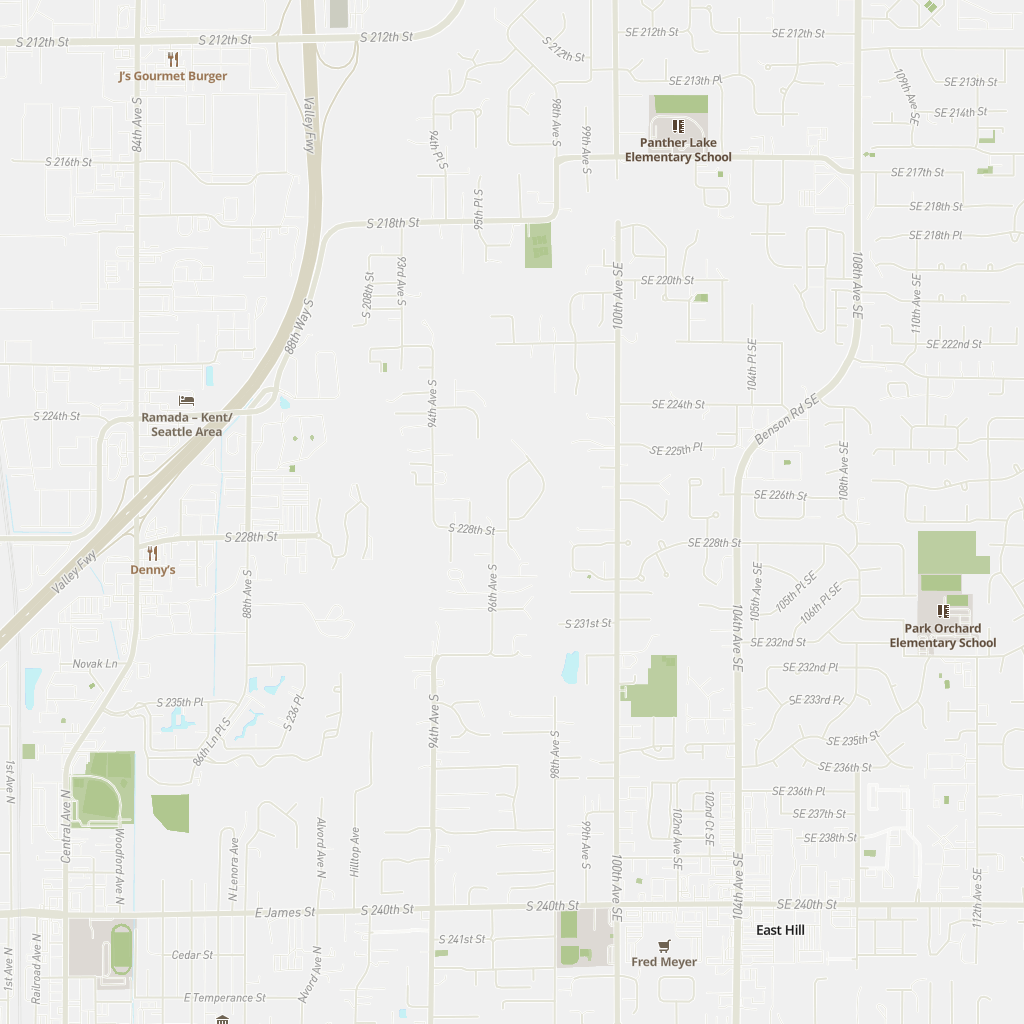 S 212th St
S 212th St
S 212th St
S 212th St
SE 212th St
SE 212th St
J's Gourmet Burger
SE 213th Pl
SE 213th St
109th Ave SE
SE 214th St
84th Ave S
Valley Fwy
98th Ave S
99th Ave S
94th Pl S
Panther Lake
Elementary School
S 216th St
SE 217th St
95th Pl S
SE 218th St
S 218th St
SE 218th Pl
93rd Ave S
S 208th St
100th Ave SE
SE 220th St
108th Ave SE
110th Ave SE
88th Way S
SE 222nd St
104th Pl SE
94th Ave S
Ramada – Kent/
Seattle Area
S 224th St
SE 224th St
Benson Rd SE
SE 225th Pl
108th Ave SE
SE 226th St
S 228th St
S 228th St
SE 228th St
Denny's
Valley Fwy
88th Ave S
96th Ave S
105th Ave SE
105th Pl SE
106th Pl SE
S 231st St
104th Ave SE
SE 232nd St
Park Orchard
Elementary School
Novak Ln
SE 232nd Pl
S 235th Pl
SE 233rd Pl
S 236 Pl
94th Ave S
86th Ln Pl S
98th Ave S
SE 235th St
SE 236th St
1st Ave N
SE 236th Pl
Central Ave N
102nd Ct SE
SE 237th St
102nd Ave SE
SE 238th St
Woodford Ave N
N Lenora Ave
Alvord Ave N
Hilltop Ave
99th Ave S
100th Ave SE
104th Ave SE
112th Ave SE
E James St
S 240th St
S 240th St
SE 240th St
East Hill
1st Ave N
Railroad Ave N
Cedar St
S 241st St
Alvord Ave N
Fred Meyer
E Temperance St